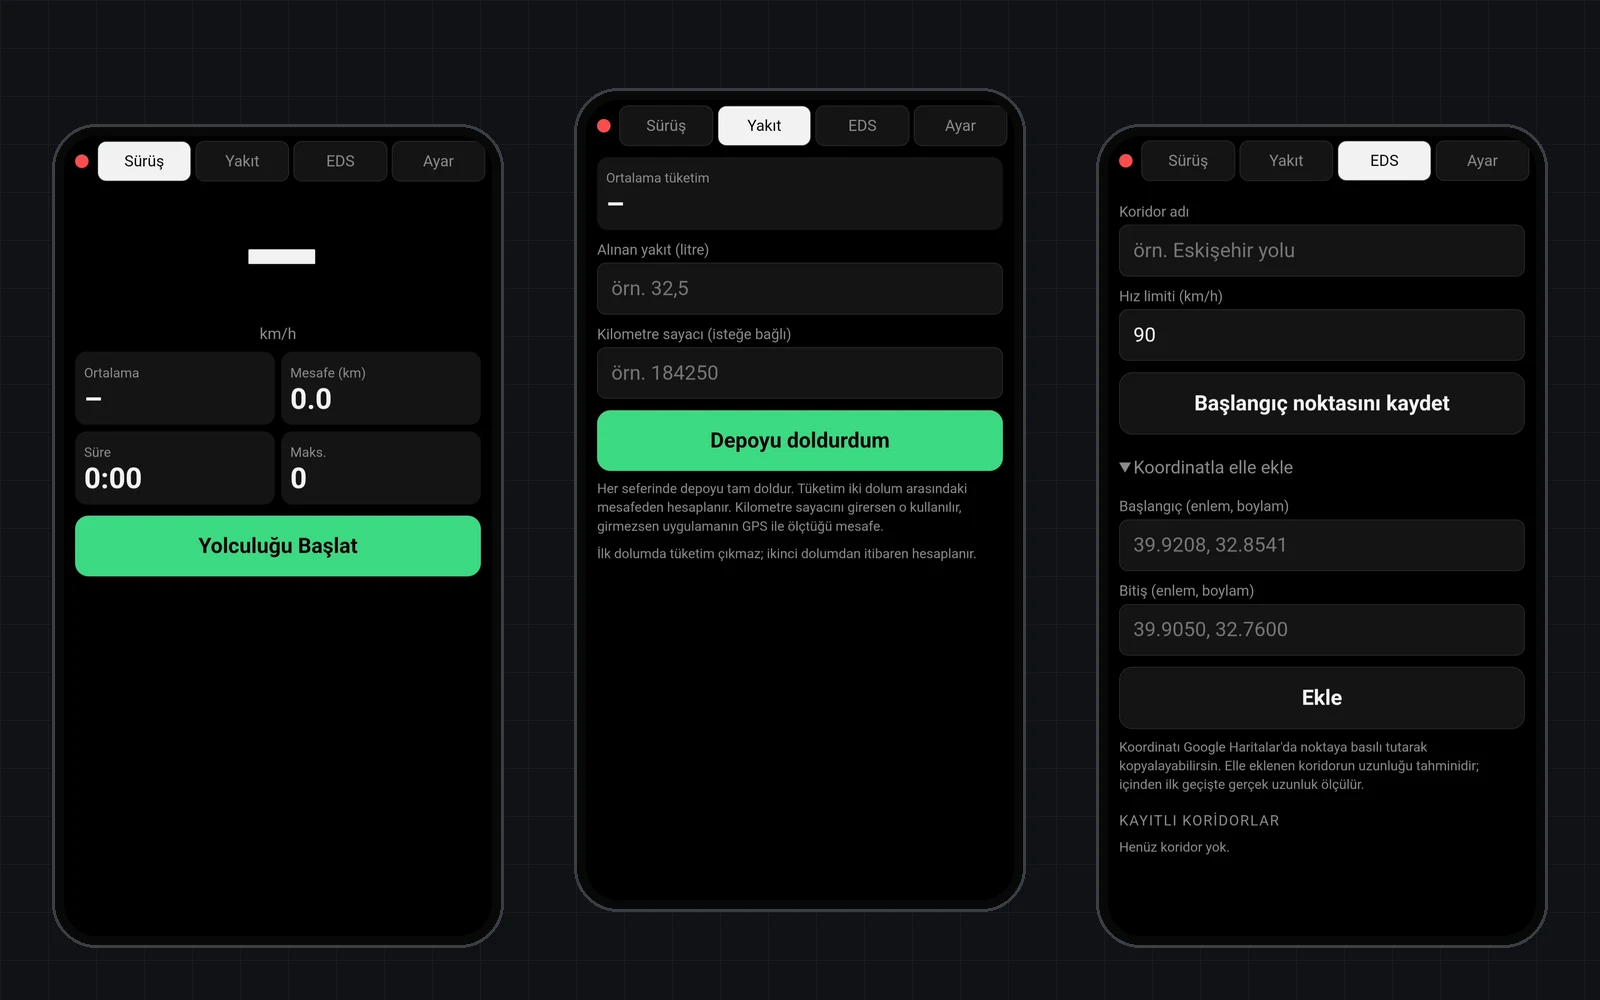 Sürüş Yakıt EDS Ayar
–
km/h
Ortalama
–
Mesafe (km)
0.0
Süre
0:00
Maks.
0
Yolculuğu Başlat
Sürüş Yakıt EDS Ayar
Ortalama tüketim
–
Alınan yakıt (litre)
örn. 32,5
Kilometre sayacı (isteğe bağlı)
örn. 184250
Depoyu doldurdum
Her seferinde depoyu tam doldur. Tüketim iki dolum arasındaki
mesafeden hesaplanır. Kilometre sayacını girersen o kullanılır,
girmezsen uygulamanın GPS ile ölçtüğü mesafe.
İlk dolumda tüketim çıkmaz; ikinci dolumdan itibaren hesaplanır.
Sürüş Yakıt EDS Ayar
Koridor adı
örn. Eskişehir yolu
Hız limiti (km/h)
90
Başlangıç noktasını kaydet
▼Koordinatla elle ekle
Başlangıç (enlem, boylam)
39.9208, 32.8541
Bitiş (enlem, boylam)
39.9050, 32.7600
Ekle
Koordinatı Google Haritalar'da noktaya basılı tutarak
kopyalayabilirsin. Elle eklenen koridorun uzunluğu tahminidir;
içinden ilk geçişte gerçek uzunluk ölçülür.
KAYITLI KORİDORLAR
Henüz koridor yok.